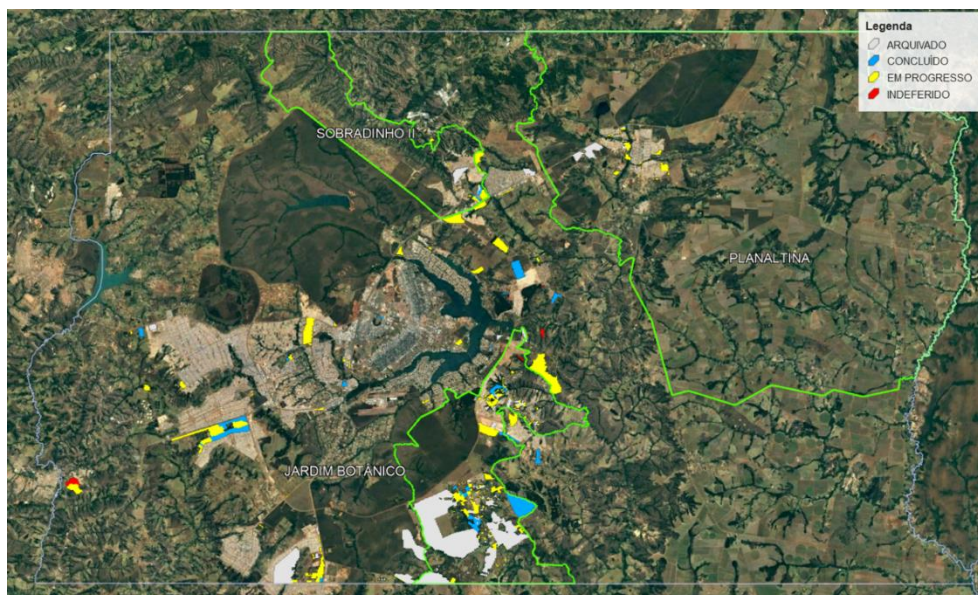 Legenda
ARQUIVADO
CONCLUÍDO
EM PROGRESSO
INDEFERIDO
SOBRADINHO II
PLANALTINA
JARDIM BOTÂNICO